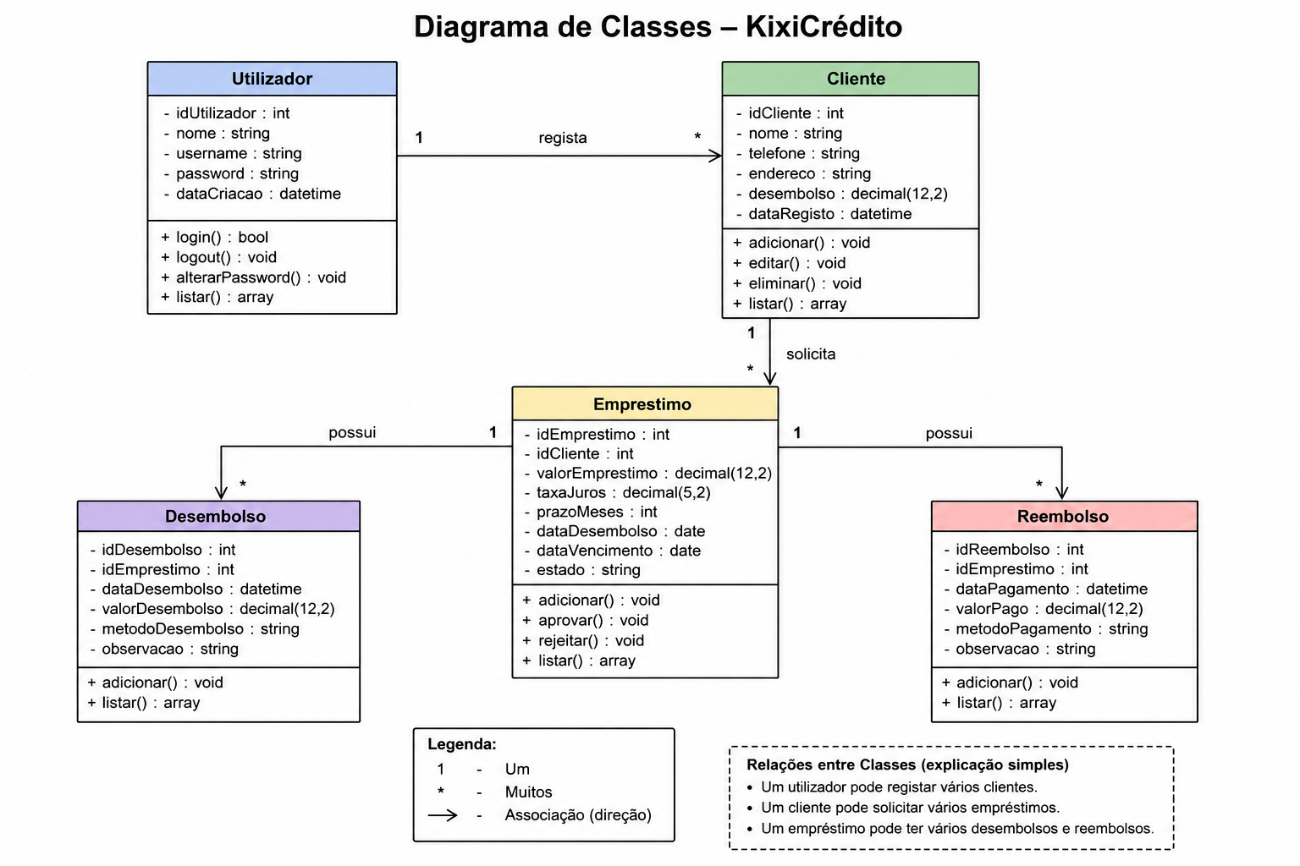 Diagrama de Classes – KixiCrédito
Utilizador
- idUtilizador : int
- nome : string
- username : string
- password : string
- dataCriacao : datetime
+ login() : bool
+ logout() : void
+ alterarPassword() : void
+ listar() : array
1 regista *
Cliente
- idCliente : int
- nome : string
- telefone : string
- endereco : string
- desembolso : decimal(12,2)
- dataRegisto : datetime
+ adicionar() : void
+ editar() : void
+ eliminar() : void
+ listar() : array
1
solicita
*
Emprestimo
- idEmprestimo : int
- idCliente : int
- valorEmprestimo : decimal(12,2)
- taxaJuros : decimal(5,2)
- prazoMeses : int
- dataDesembolso : date
- dataVencimento : date
- estado : string
+ adicionar() : void
+ aprovar() : void
+ rejeitar() : void
+ listar() : array
possui 1
*
Desembolso
- idDesembolso : int
- idEmprestimo : int
- dataDesembolso : datetime
- valorDesembolso : decimal(12,2)
- metodoDesembolso : string
- observacao : string
+ adicionar() : void
+ listar() : array
1 possui
*
Reembolso
- idReembolso : int
- idEmprestimo : int
- dataPagamento : datetime
- valorPago : decimal(12,2)
- metodoPagamento : string
- observacao : string
+ adicionar() : void
+ listar() : array
Legenda:
1 - Um
* - Muitos
- Associação (direção)
Relações entre Classes (explicação simples)
• Um utilizador pode registar vários clientes.
• Um cliente pode solicitar vários empréstimos.
• Um empréstimo pode ter vários desembolsos e reembolsos.